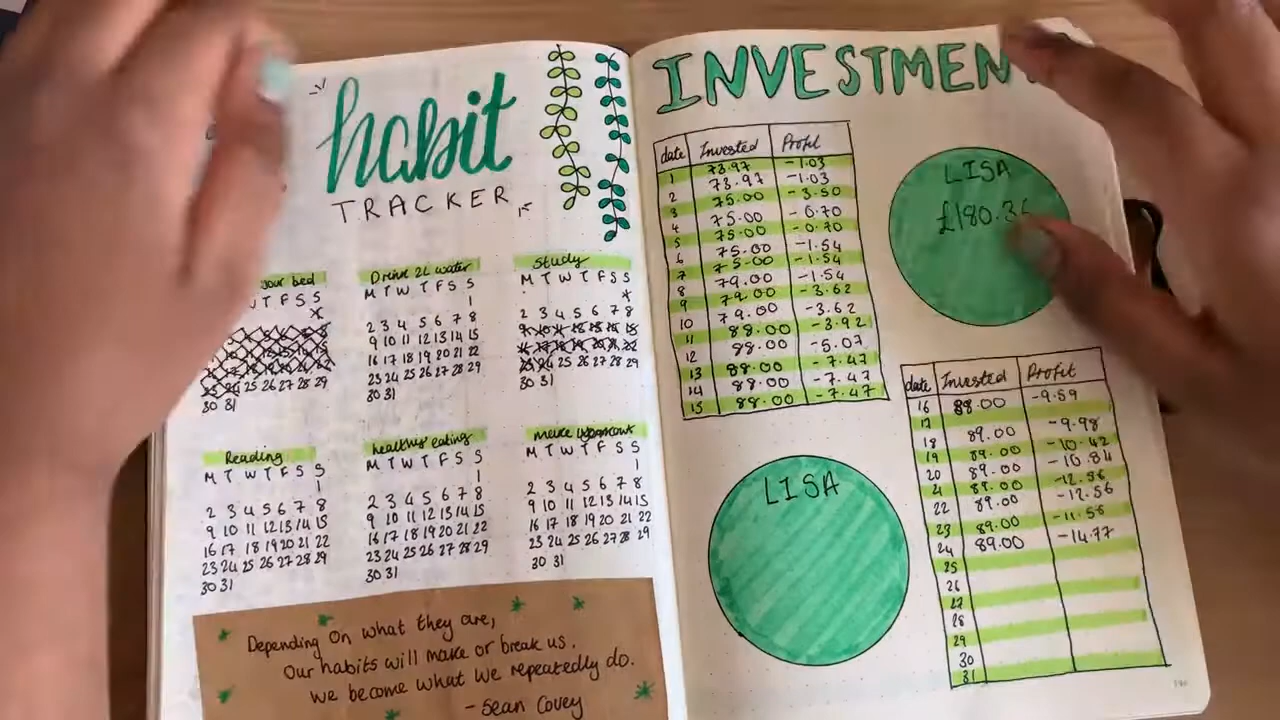 habit
TRACKER
your bed
T F S S
25 26 27 28 29
30 31
Drink 2L water
M T W T F S S
1
2 3 4 5 6 7 8
9 10 11 12 13 14 15
16 17 18 19 20 21 22
23 24 25 26 27 28 29
30 31
Study
M T W T F S S
2 3 4 5 6 7 8
25 26 27 28 29
30 31
Reading
M T W T F S S
1
2 3 4 5 6 7 8
9 10 11 12 13 14 15
16 17 18 19 20 21 22
23 24 25 26 27 28 29
30 31
healthy eating
M T W T F S S
1
2 3 4 5 6 7 8
9 10 11 12 13 14 15
16 17 18 19 20 21 22
23 24 25 26 27 28 29
30 31
M T W T F S S
1
2 3 4 5 6 7 8
9 10 11 12 13 14 15
16 17 18 19 20 21 22
23 24 25 26 27 28 29
30 31
Depending on what they are,
Our habits will make or break us.
We become what we repeatedly do.
- Sean Covey
INVESTMEN
date Invested Profit
1 73.97 -1.03
2 73.97 -1.03
3 75.00 -3.50
4 75.00 -0.70
5 75.00 -0.70
6 75.00 -1.54
7 75.00 -1.54
8 79.00 -1.54
9 79.00 -3.62
10 79.00 -3.62
11 88.00 -3.92
12 88.00 -5.07
13 88.00 -7.47
14 88.00 -7.47
15 88.00 -7.47
LISA
£180.36
LISA
date Invested Profit
16 88.00 -9.59
17
18 89.00 -9.98
19 89.00 -10.42
20 89.00 -10.84
21 89.00 -12.56
22 89.00 -12.56
23 89.00 -11.56
24 89.00 -14.77
25
26
27
28
29
30
31